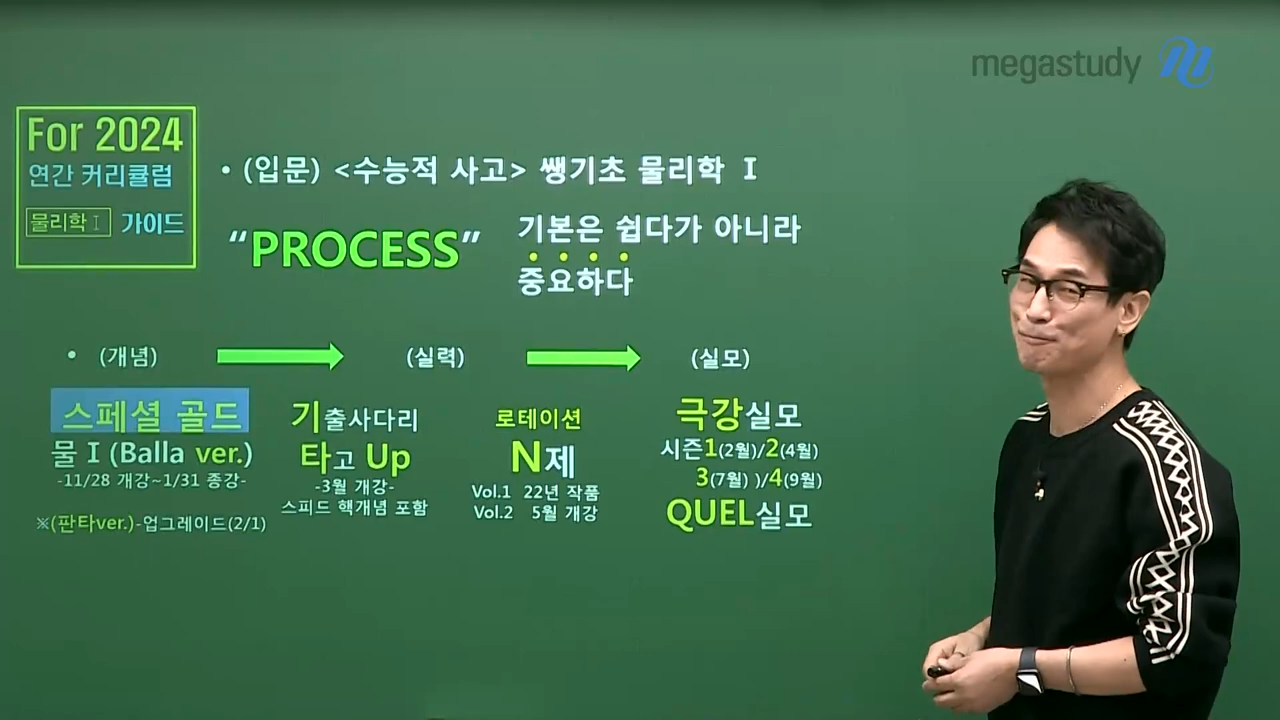 megastudy
For 2024
연간 커리큘럼
물리학 I 가이드
• (입문) <수능적 사고> 쌩기초 물리학 Ⅰ
“PROCESS”
기본은 쉽다가 아니라
중요하다
• (개념) (실력) (실모)
스페셜 골드
물 I (Balla ver.)
-11/28 개강~1/31 종강-
※(판타ver.)-업그레이드(2/1)
기출사다리
타고 Up
-3월 개강-
스피드 핵개념 포함
로테이션
N제
Vol.1 22년 작품
Vol.2 5월 개강
극강실모
시즌1(2월)/2(4월)
3(7월) )/4(9월)
QUEL실모